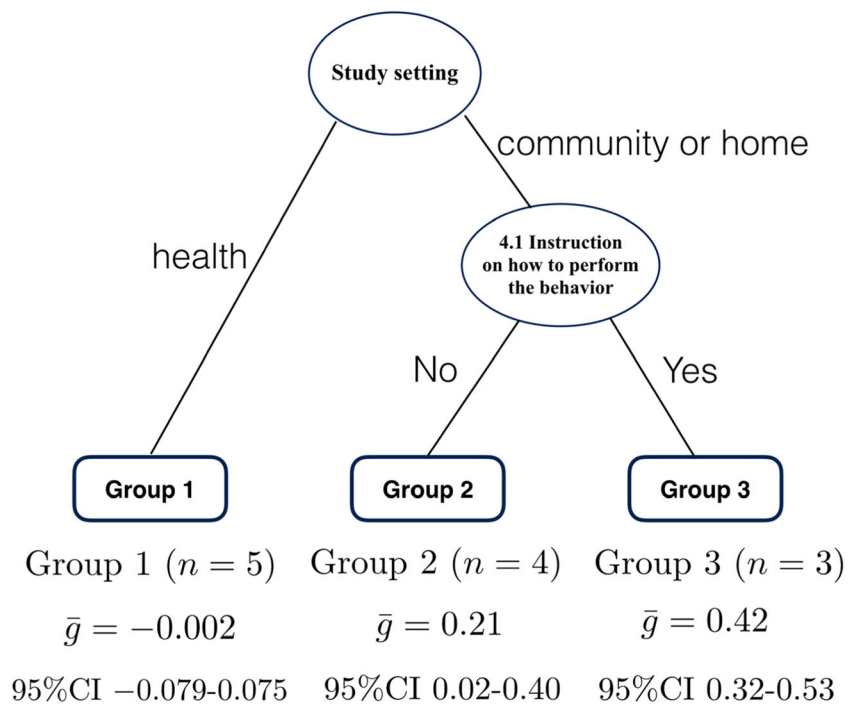 Study setting
community or home
health
4.1 Instruction
on how to perform
the behavior
No
Yes
Group 1
Group 2
Group 3
Group 1 (n = 5)
Group 2 (n = 4)
Group 3 (n = 3)
ḡ = −0.002
ḡ = 0.21
ḡ = 0.42
95%CI −0.079-0.075
95%CI 0.02-0.40
95%CI 0.32-0.53